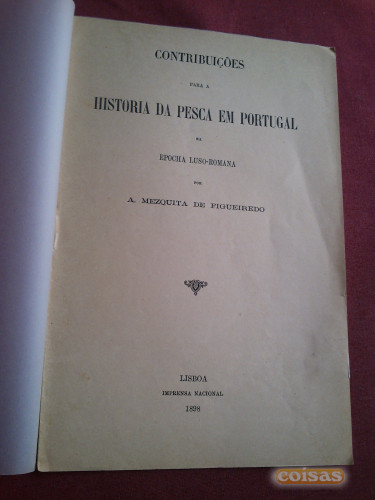 CONTRIBUIÇÕES
PARA A
HISTORIA DA PESCA EM PORTUGAL
NA
EPOCHA LUSO-ROMANA
POR
A. MEZQUITA DE FIGUEIREDO
LISBOA
IMPRENSA NACIONAL
1898
coisas